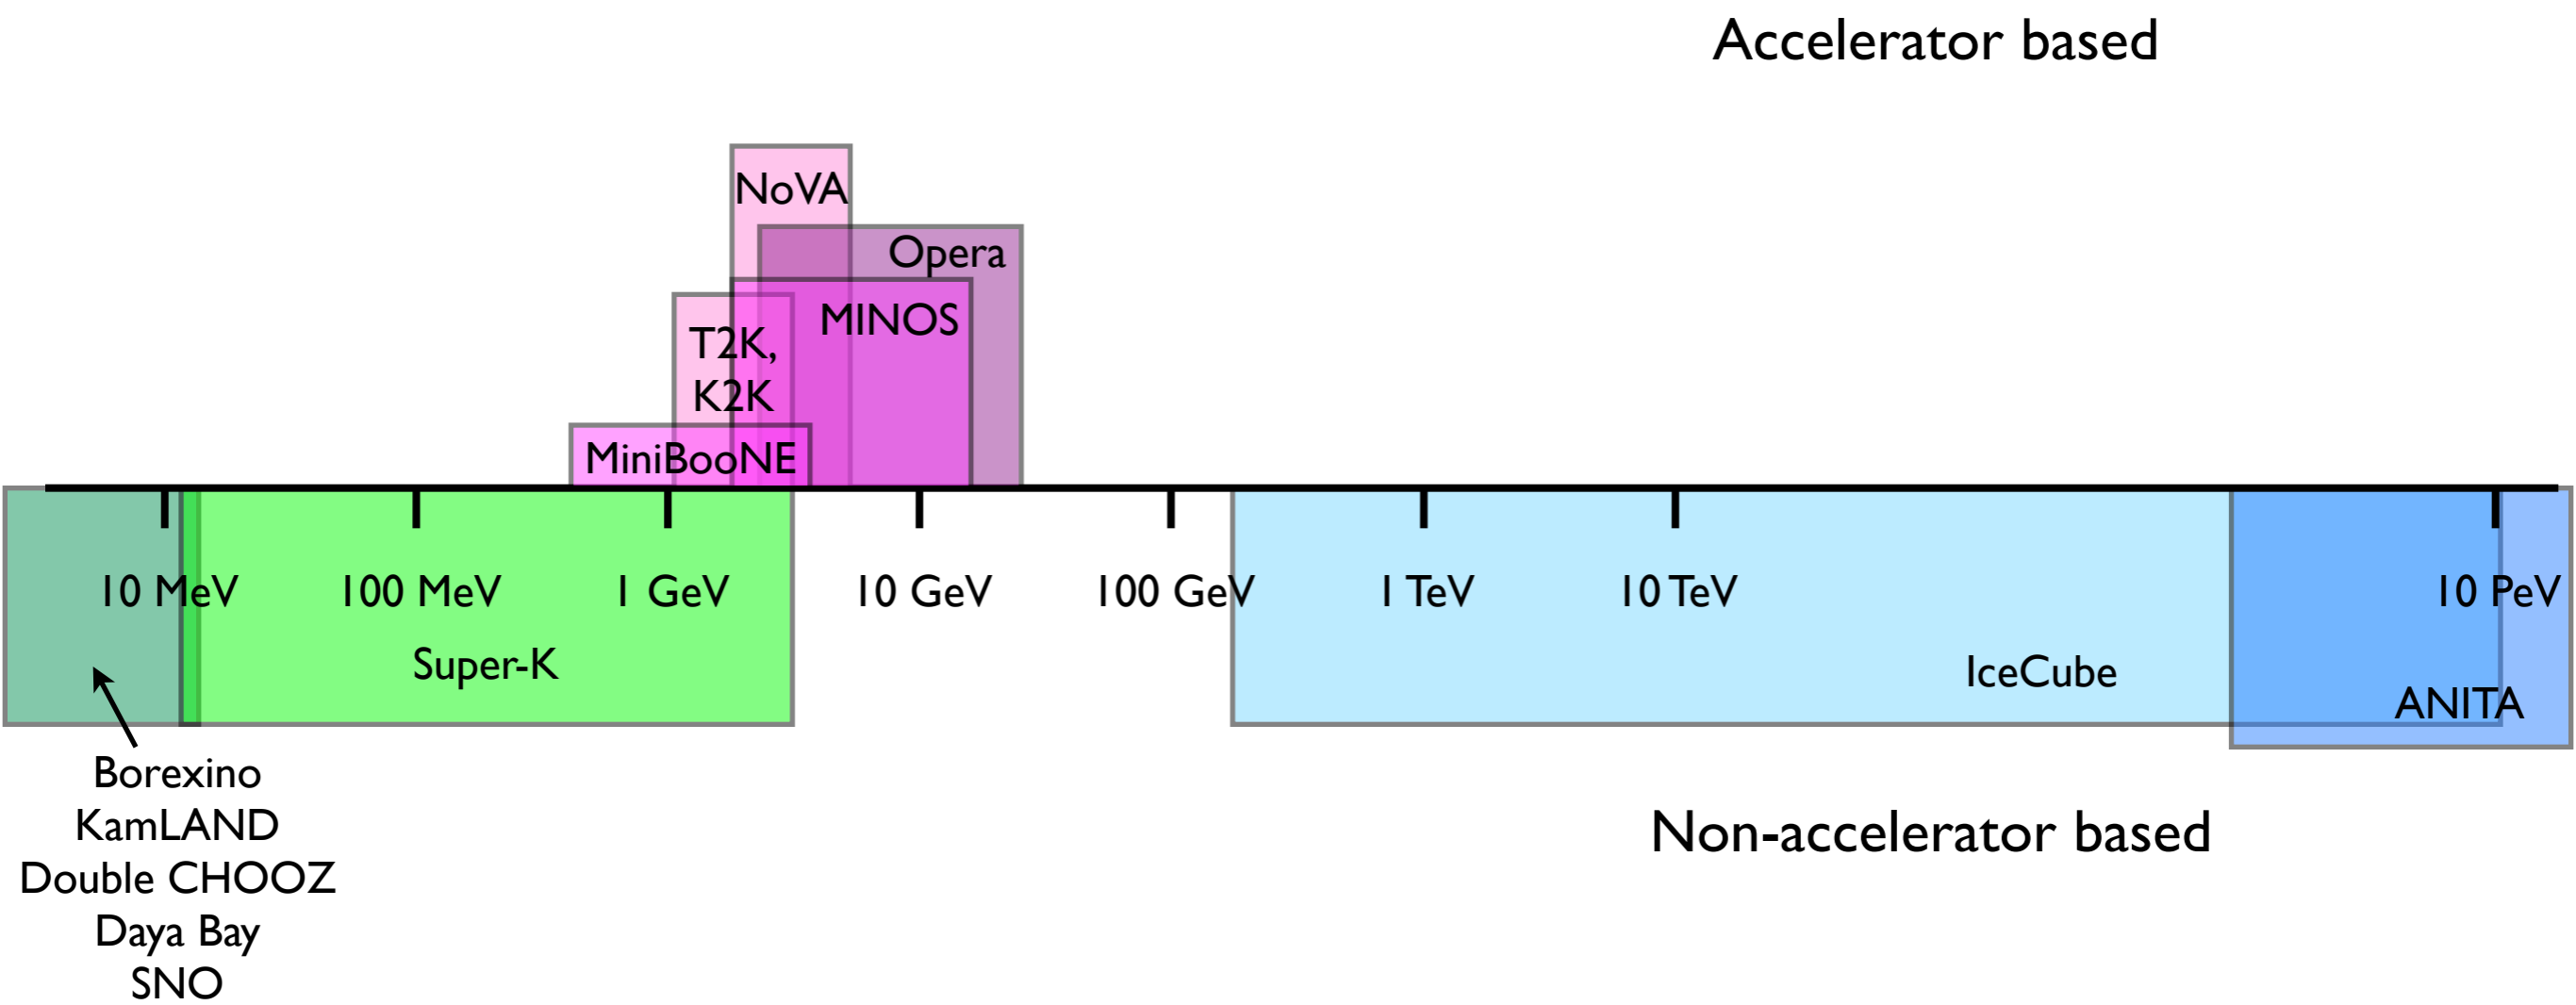 Accelerator based
NoVA
Opera
MINOS
T2K,
K2K
MiniBooNE
10 MeV
100 MeV
1 GeV
10 GeV
100 GeV
1 TeV
10 TeV
10 PeV
Super-K
IceCube
ANITA
Borexino
KamLAND
Double CHOOZ
Daya Bay
SNO
Non-accelerator based